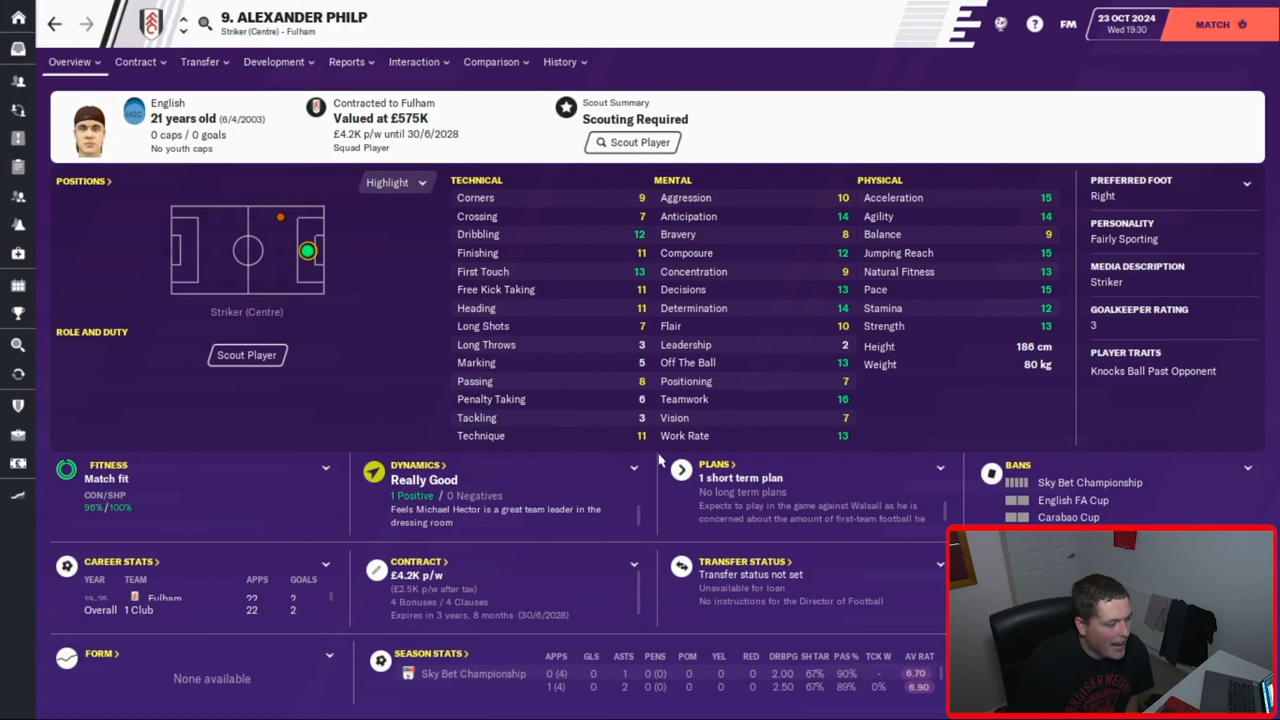 9. ALEXANDER PHILP
Striker (Centre) - Fulham
FM
23 OCT 2024
Wed 19:30
MATCH
Overview
Contract
Transfer
Development
Reports
Interaction
Comparison
History
HGC
English
21 years old (6/4/2003)
0 caps / 0 goals
No youth caps
Contracted to Fulham
Valued at £575K
£4.2K p/w until 30/6/2028
Squad Player
Scout Summary
Scouting Required
Scout Player
POSITIONS
Highlight
Striker (Centre)
ROLE AND DUTY
Scout Player
TECHNICAL
Corners 9
Crossing 7
Dribbling 12
Finishing 11
First Touch 13
Free Kick Taking 11
Heading 11
Long Shots 7
Long Throws 3
Marking 5
Passing 8
Penalty Taking 6
Tackling 3
Technique 11
MENTAL
Aggression 10
Anticipation 14
Bravery 8
Composure 12
Concentration 9
Decisions 13
Determination 14
Flair 10
Leadership 2
Off The Ball 13
Positioning 7
Teamwork 16
Vision 7
Work Rate 13
PHYSICAL
Acceleration 15
Agility 14
Balance 9
Jumping Reach 15
Natural Fitness 13
Pace 15
Stamina 12
Strength 13
Height 186 cm
Weight 80 kg
PREFERRED FOOT
Right
PERSONALITY
Fairly Sporting
MEDIA DESCRIPTION
Striker
GOALKEEPER RATING
3
PLAYER TRAITS
Knocks Ball Past Opponent
FITNESS
Match fit
CON/SHP
96%/100%
DYNAMICS
Really Good
1 Positive / 0 Negatives
Feels Michael Hector is a great team leader in the
dressing room
PLANS
1 short term plan
No long term plans
Expects to play in the game against Walsall as he is
concerned about the amount of first-team football he
BANS
Sky Bet Championship
English FA Cup
Carabao Cup
CAREER STATS
YEAR TEAM APPS GOALS
19-25 Fulham 22 2
Overall 1 Club 22 2
CONTRACT
£4.2K p/w
(£2.5K p/w after tax)
4 Bonuses / 4 Clauses
Expires in 3 years, 8 months (30/6/2028)
TRANSFER STATUS
Transfer status not set
Unavailable for loan
No instructions for the Director of Football
FORM
None available
SEASON STATS
APPS GLS ASTS PENS POM YEL RED DRBPG SH TAR PAS % TCK W AV RAT
Sky Bet Championship 0 (4) 0 1 0 (0) 0 0 0 2.00 67% 90% - 6.70
1 (4) 0 2 0 (0) 0 0 0 2.50 67% 89% 0% 6.90